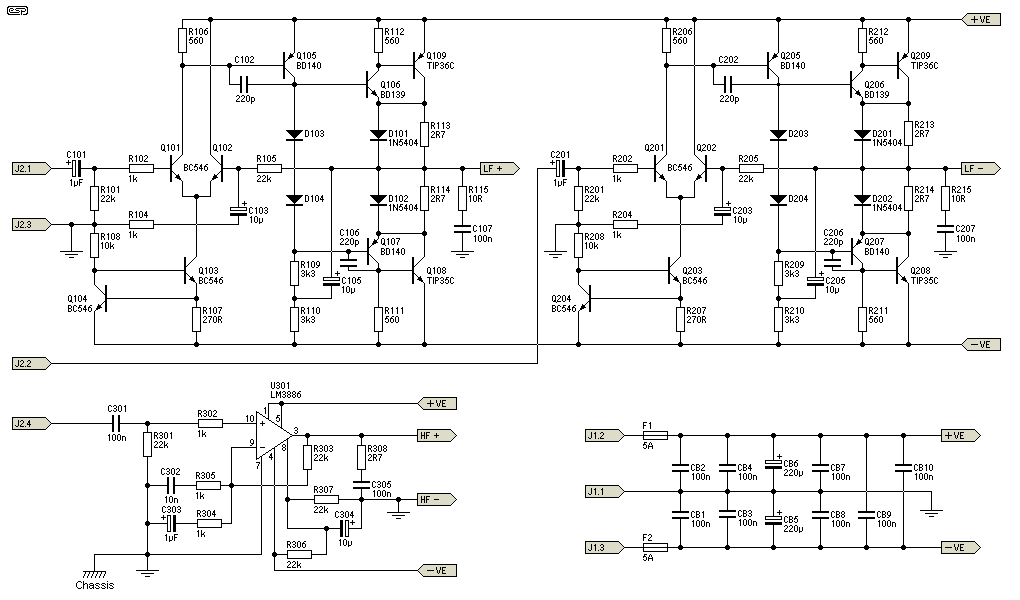 esp
R106
560
C102
220p
Q105
BD140
R112
560
Q109
TIP36C
Q106
BD139
R206
560
C202
220p
Q205
BD140
R212
560
Q209
TIP36C
Q206
BD139
+VE
D103
D101
1N5404
R113
2R7
D203
D201
1N5404
R213
2R7
J2.1
C101
+
1µF
R102
1k
Q101
Q102
BC546
R105
22k
LF +
C201
+
1µF
R202
1k
Q201
Q202
BC546
R205
22k
LF -
R101
22k
R104
1k
+
C103
10µ
D104
D102
1N5404
R114
2R7
R115
10R
R201
22k
R204
1k
+
C203
10µ
D204
D202
1N5404
R214
2R7
R215
10R
J2.3
R108
10k
C106
220p
Q107
BD140
C107
100n
R208
10k
C206
220p
Q207
BD140
C207
100n
Q103
BC546
R109
3k3
+
C105
10µ
Q108
TIP35C
Q203
BC546
R209
3k3
+
C205
10µ
Q208
TIP35C
Q104
BC546
R107
270R
R110
3k3
R111
560
Q204
BC546
R207
270R
R210
3k3
R211
560
-VE
J2.2
U301
LM3886
+VE
J2.4
C301
100n
R302
1k
10
9
1
5
3
4
8
7
+
-
R301
22k
R303
22k
R308
2R7
HF +
C302
10n
R305
1k
C305
100n
R307
22k
HF -
+
C303
1µF
R304
1k
C304
+
10µ
R306
22k
-VE
Chassis
J1.2
F1
5A
+VE
CB2
100n
CB4
100n
+
CB6
220µ
CB7
100n
CB10
100n
J1.1
CB1
100n
CB3
100n
+
CB5
220µ
CB8
100n
CB9
100n
J1.3
F2
5A
-VE